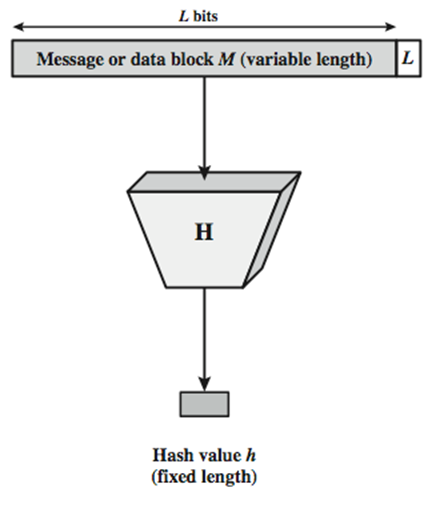 L bits
Message or data block M (variable length) L
H
Hash value h
(fixed length)